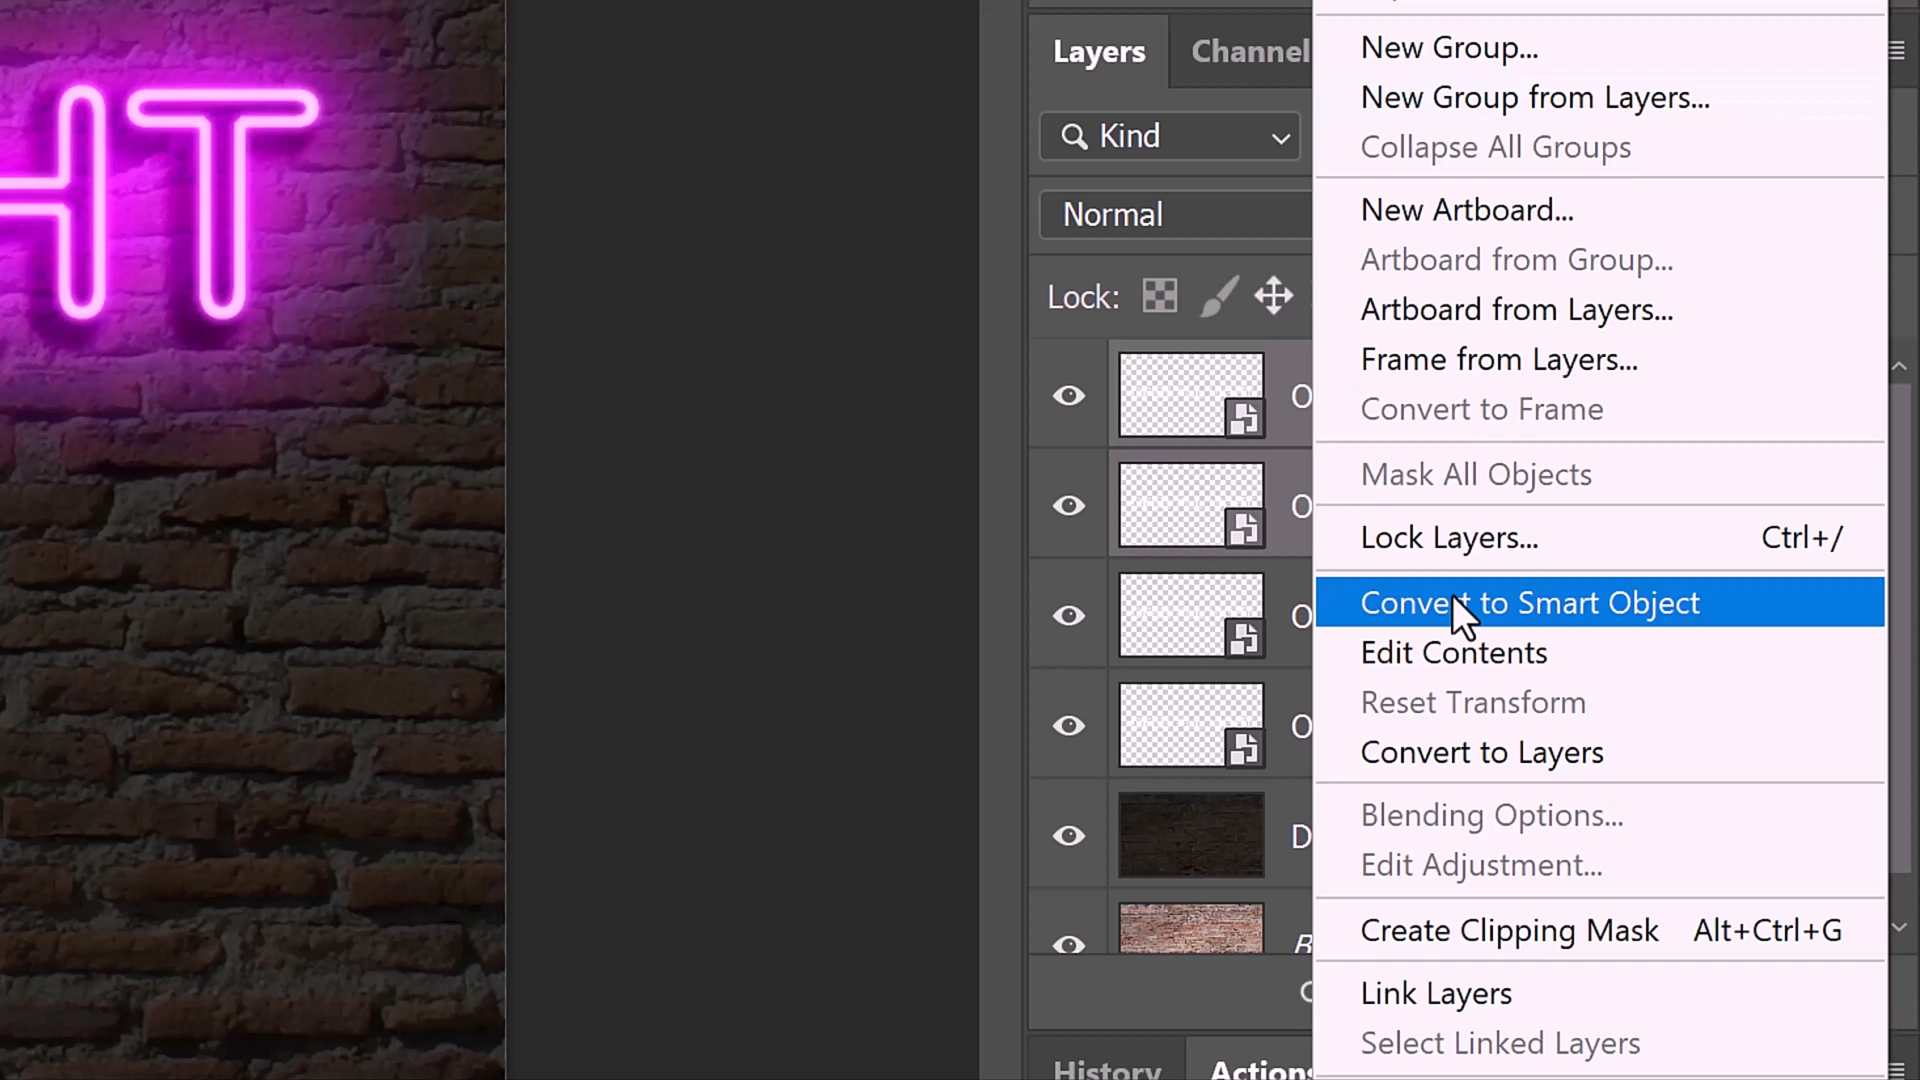 HT
Layers
Channel
Kind
Normal
Lock:
O
O
O
O
D
B
New Group...
New Group from Layers...
Collapse All Groups
New Artboard...
Artboard from Group...
Artboard from Layers...
Frame from Layers...
Convert to Frame
Mask All Objects
Lock Layers... Ctrl+/
Convert to Smart Object
Edit Contents
Reset Transform
Convert to Layers
Blending Options...
Edit Adjustment...
Create Clipping Mask Alt+Ctrl+G
Link Layers
Select Linked Layers
History
Actions